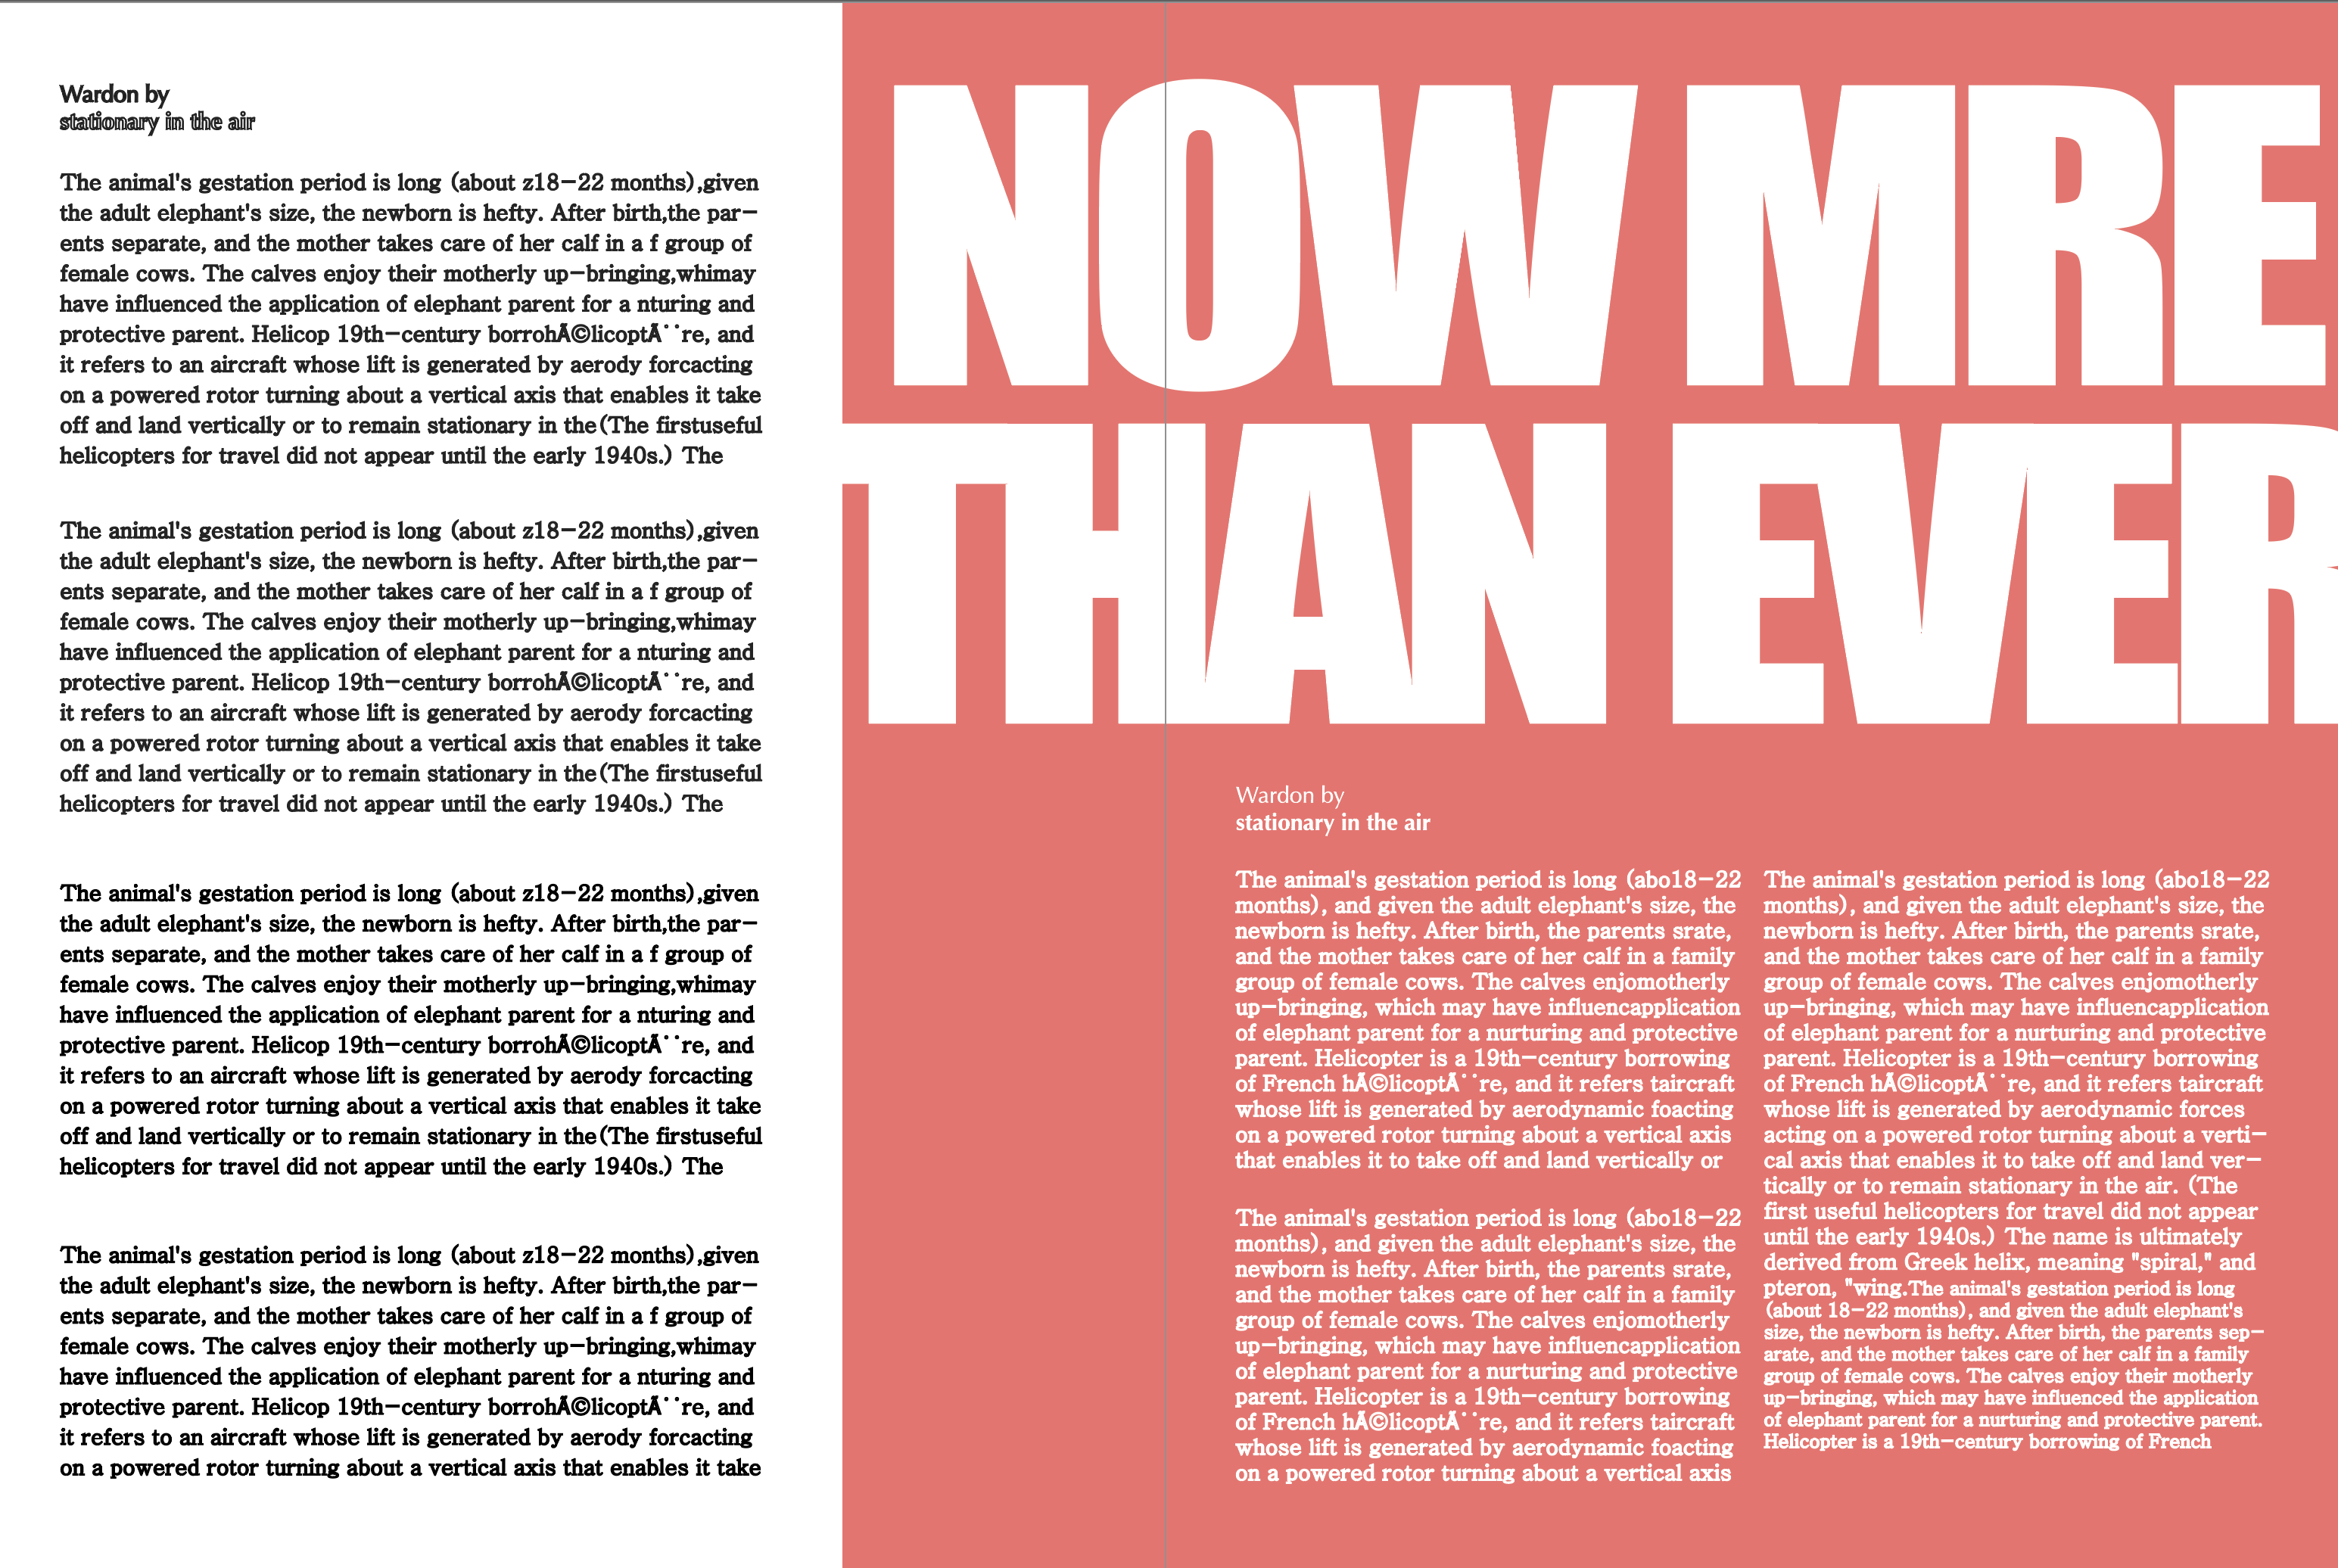 Wardon by
stationary in the air
The animal's gestation period is long (about z18-22 months),given
the adult elephant's size, the newborn is hefty. After birth,the par-
ents separate, and the mother takes care of her calf in a f group of
female cows. The calves enjoy their motherly up-bringing,whimay
have influenced the application of elephant parent for a nturing and
protective parent. Helicop 19th-century borrohÃ©licoptÃ¨re, and
it refers to an aircraft whose lift is generated by aerody forcacting
on a powered rotor turning about a vertical axis that enables it take
off and land vertically or to remain stationary in the(The firstuseful
helicopters for travel did not appear until the early 1940s.) The
The animal's gestation period is long (about z18-22 months),given
the adult elephant's size, the newborn is hefty. After birth,the par-
ents separate, and the mother takes care of her calf in a f group of
female cows. The calves enjoy their motherly up-bringing,whimay
have influenced the application of elephant parent for a nturing and
protective parent. Helicop 19th-century borrohÃ©licoptÃ¨re, and
it refers to an aircraft whose lift is generated by aerody forcacting
on a powered rotor turning about a vertical axis that enables it take
off and land vertically or to remain stationary in the(The firstuseful
helicopters for travel did not appear until the early 1940s.) The
The animal's gestation period is long (about z18-22 months),given
the adult elephant's size, the newborn is hefty. After birth,the par-
ents separate, and the mother takes care of her calf in a f group of
female cows. The calves enjoy their motherly up-bringing,whimay
have influenced the application of elephant parent for a nturing and
protective parent. Helicop 19th-century borrohÃ©licoptÃ¨re, and
it refers to an aircraft whose lift is generated by aerody forcacting
on a powered rotor turning about a vertical axis that enables it take
off and land vertically or to remain stationary in the(The firstuseful
helicopters for travel did not appear until the early 1940s.) The
The animal's gestation period is long (about z18-22 months),given
the adult elephant's size, the newborn is hefty. After birth,the par-
ents separate, and the mother takes care of her calf in a f group of
female cows. The calves enjoy their motherly up-bringing,whimay
have influenced the application of elephant parent for a nturing and
protective parent. Helicop 19th-century borrohÃ©licoptÃ¨re, and
it refers to an aircraft whose lift is generated by aerody forcacting
on a powered rotor turning about a vertical axis that enables it take
NOW MRE
THAN EVER
Wardon by
stationary in the air
The animal's gestation period is long (abo18-22
months), and given the adult elephant's size, the
newborn is hefty. After birth, the parents srate,
and the mother takes care of her calf in a family
group of female cows. The calves enjomotherly
up-bringing, which may have influencapplication
of elephant parent for a nurturing and protective
parent. Helicopter is a 19th-century borrowing
of French hÃ©licoptÃ¨re, and it refers taircraft
whose lift is generated by aerodynamic foacting
on a powered rotor turning about a vertical axis
that enables it to take off and land vertically or
The animal's gestation period is long (abo18-22
months), and given the adult elephant's size, the
newborn is hefty. After birth, the parents srate,
and the mother takes care of her calf in a family
group of female cows. The calves enjomotherly
up-bringing, which may have influencapplication
of elephant parent for a nurturing and protective
parent. Helicopter is a 19th-century borrowing
of French hÃ©licoptÃ¨re, and it refers taircraft
whose lift is generated by aerodynamic foacting
on a powered rotor turning about a vertical axis
The animal's gestation period is long (abo18-22
months), and given the adult elephant's size, the
newborn is hefty. After birth, the parents srate,
and the mother takes care of her calf in a family
group of female cows. The calves enjomotherly
up-bringing, which may have influencapplication
of elephant parent for a nurturing and protective
parent. Helicopter is a 19th-century borrowing
of French hÃ©licoptÃ¨re, and it refers taircraft
whose lift is generated by aerodynamic forces
acting on a powered rotor turning about a verti-
cal axis that enables it to take off and land ver-
tically or to remain stationary in the air. (The
first useful helicopters for travel did not appear
until the early 1940s.) The name is ultimately
derived from Greek helix, meaning "spiral," and
pteron, "wing.The animal's gestation period is long
(about 18-22 months), and given the adult elephant's
size, the newborn is hefty. After birth, the parents sep-
arate, and the mother takes care of her calf in a family
group of female cows. The calves enjoy their motherly
up-bringing, which may have influenced the application
of elephant parent for a nurturing and protective parent.
Helicopter is a 19th-century borrowing of French